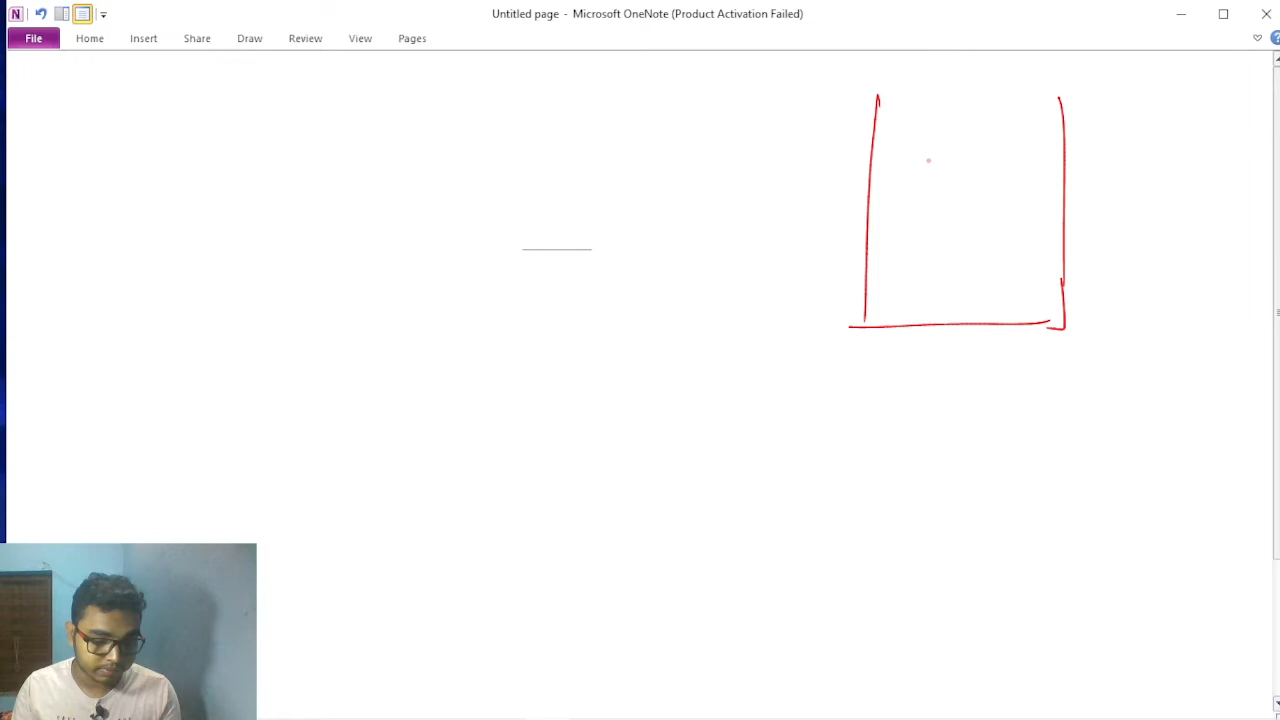 Untitled page - Microsoft OneNote (Product Activation Failed)
File Home Insert Share Draw Review View Pages